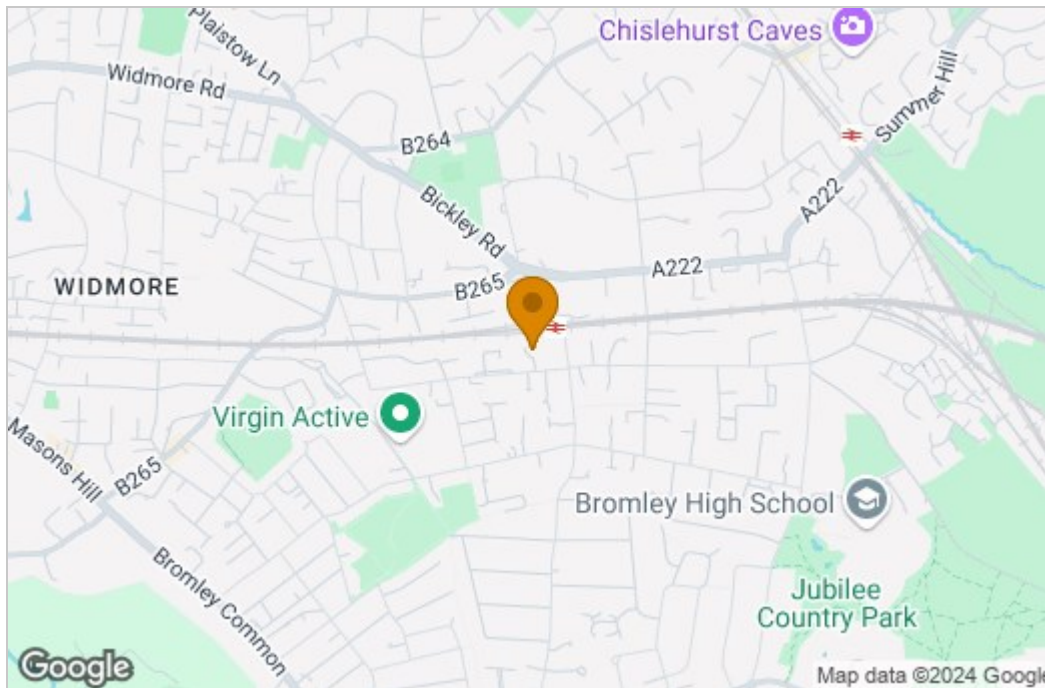 Chislehurst Caves
Plaistow Ln
Widmore Rd
Summer Hill
B264
A222
Bickley Rd
A222
WIDMORE
B265
Virgin Active
Masons Hill
B265
Bromley High School
Bromley Common
Jubilee
Country Park
Google
Map data ©2024 Google